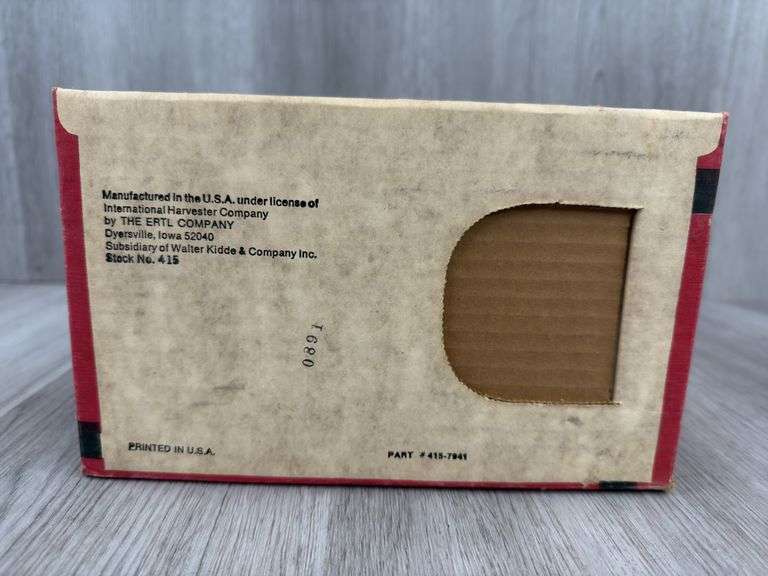 Manufactured in the U.S.A. under license of
International Harvester Company
by THE ERTL COMPANY
Dyersville, Iowa 52040
Subsidiary of Walter Kidde & Company Inc.
Stock No. 415
0891
PRINTED IN U.S.A.
PART # 415-7941